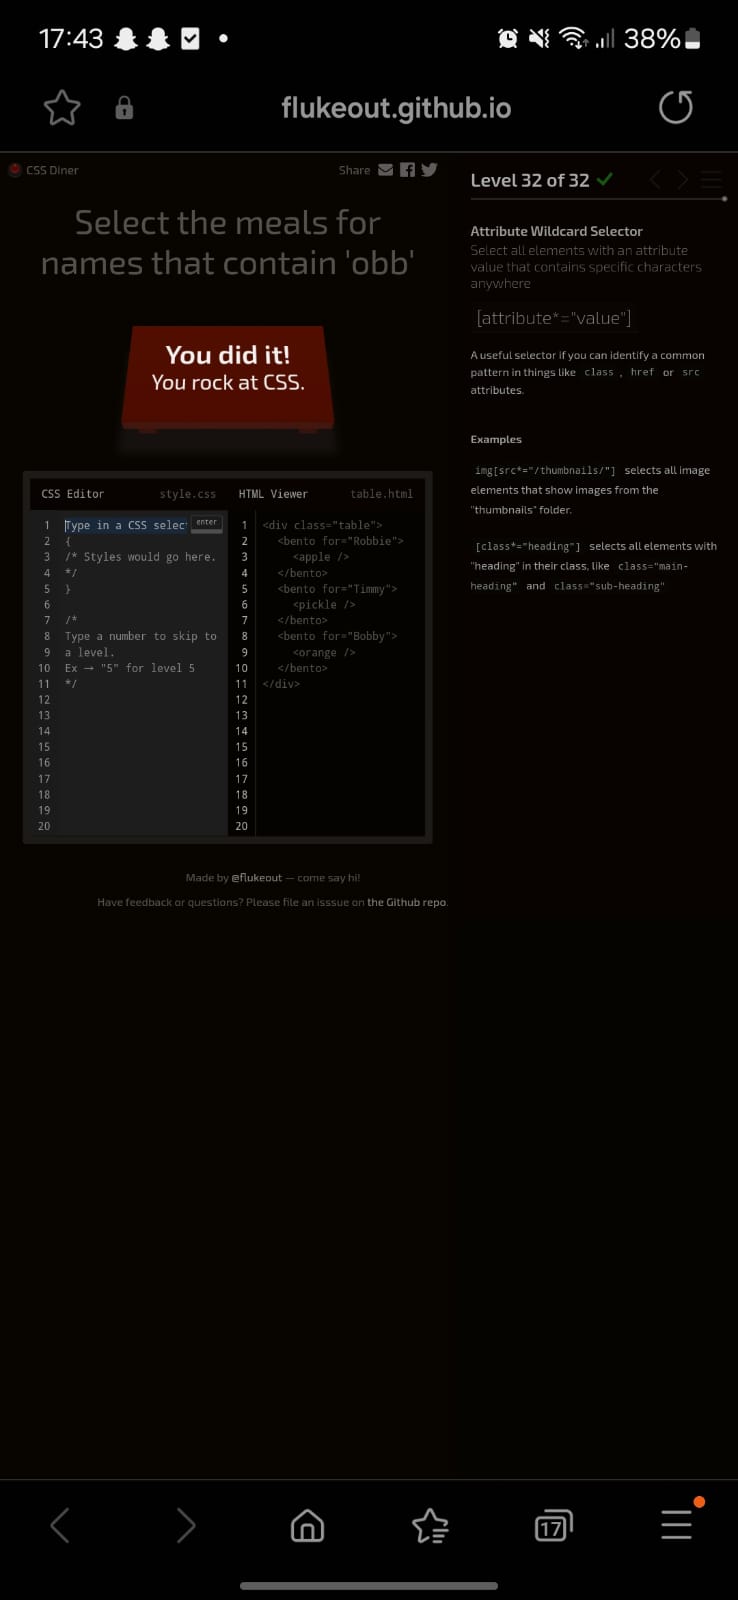 17:43
38%
flukeout.github.io
CSS Diner
Share
Select the meals for
names that contain 'obb'
You did it!
You rock at CSS.
CSS Editor
style.css
HTML Viewer
table.html
1 Type in a CSS selec enter
2 {
3 /* Styles would go here.
4 */
5 }
6
7 /*
8 Type a number to skip to
9 a level.
10 Ex → "5" for level 5
11 */
12
13
14
15
16
17
18
19
20
1 <div class="table">
2 <bento for="Robbie">
3 <apple />
4 </bento>
5 <bento for="Timmy">
6 <pickle />
7 </bento>
8 <bento for="Bobby">
9 <orange />
10 </bento>
11 </div>
12
13
14
15
16
17
18
19
20
Made by @flukeout — come say hi!
Have feedback or questions? Please file an isssue on the Github repo.
Level 32 of 32
Attribute Wildcard Selector
Select all elements with an attribute
value that contains specific characters
anywhere
[attribute*="value"]
A useful selector if you can identify a common
pattern in things like class , href or src
attributes.
Examples
img[src*="/thumbnails/"] selects all image
elements that show images from the
"thumbnails" folder.
[class*="heading"] selects all elements with
"heading" in their class, like class="main-
heading" and class="sub-heading"
17